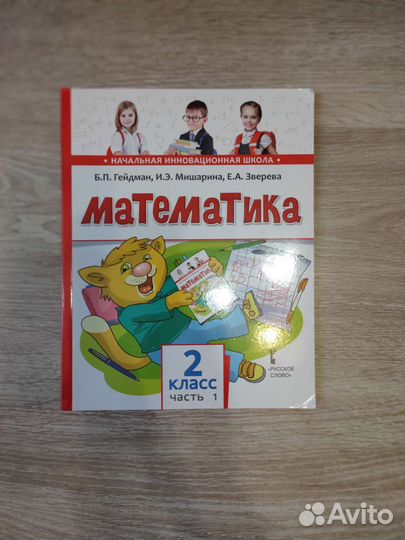 • НАЧАЛЬНАЯ ИННОВАЦИОННАЯ ШКОЛА •
Б.П. Гейдман, И.Э. Мишарина, Е.А. Зверева
МАТЕМАТИКА
МАТЕМАТИКА
2
КЛАСС
ЧАСТЬ 1
«РУССКОЕ
СЛОВО»
Avito